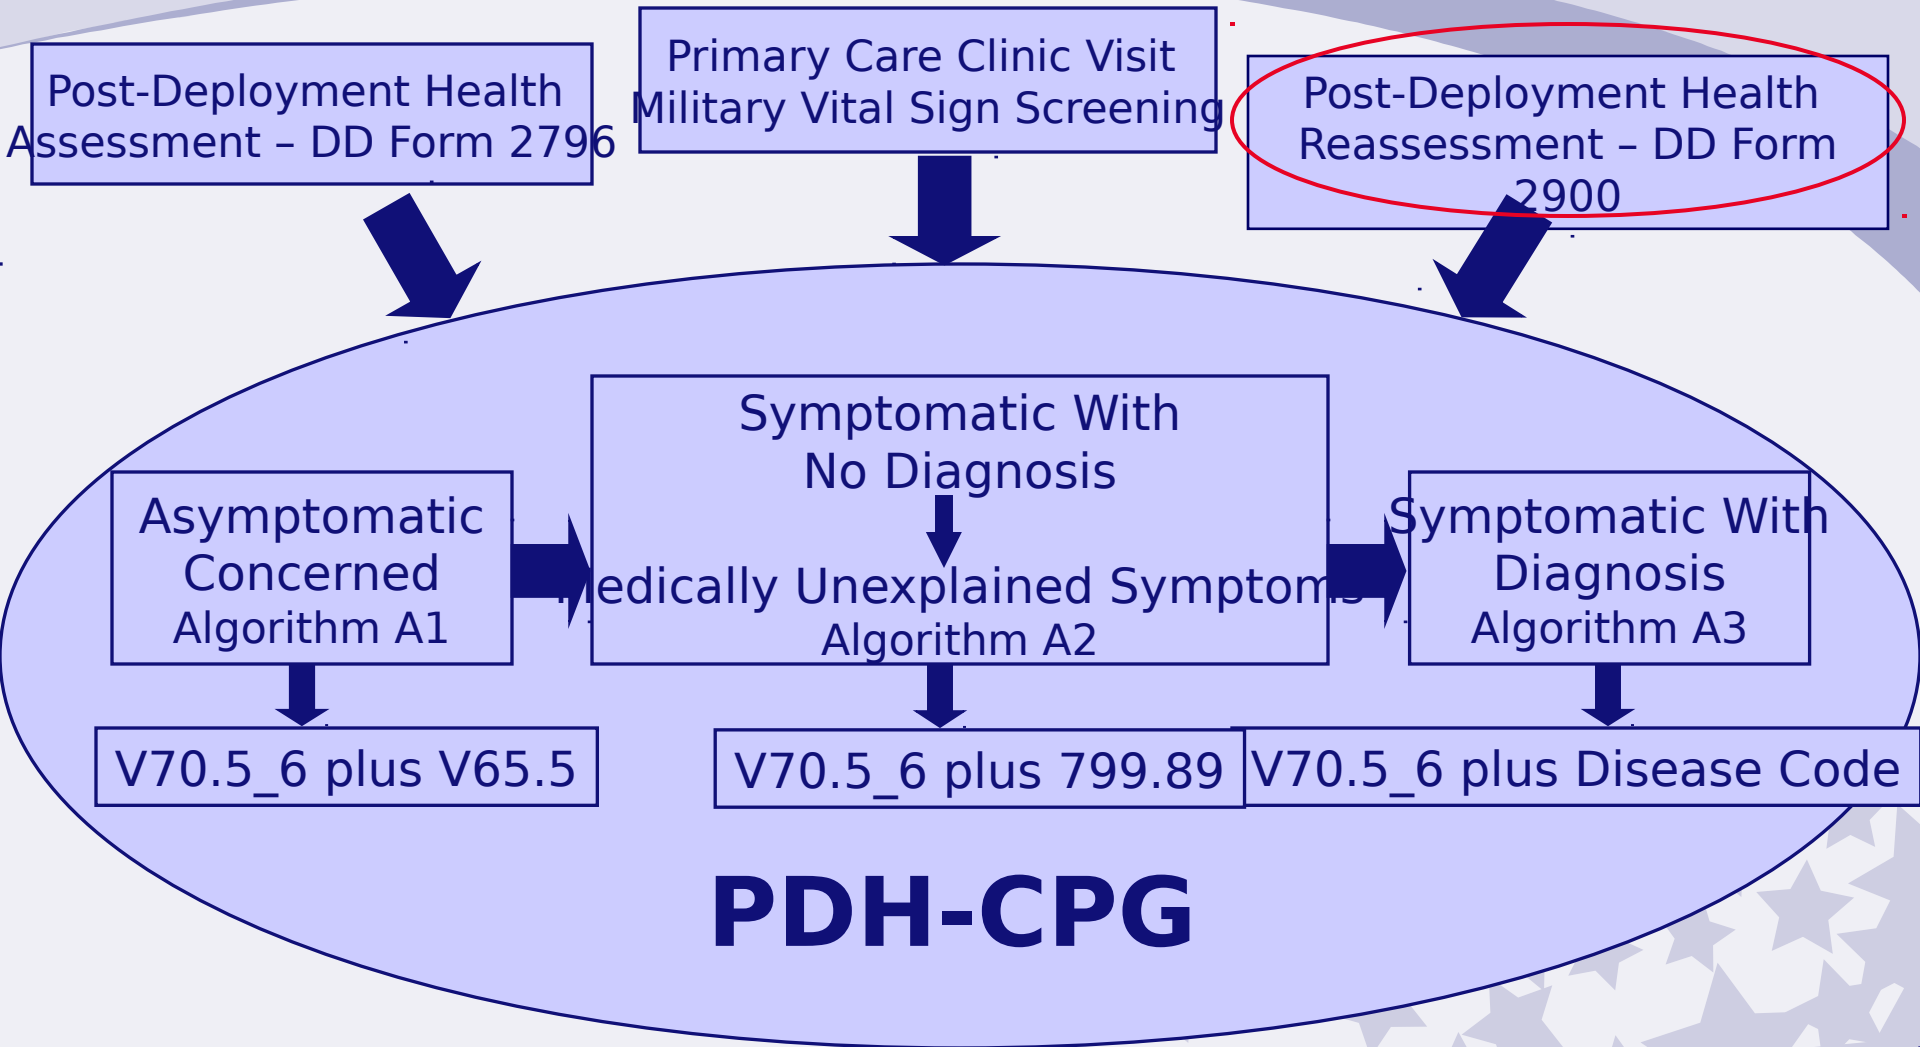 Post-Deployment Health
Assessment – DD Form 2796
Primary Care Clinic Visit
Military Vital Sign Screening
Post-Deployment Health
Reassessment – DD Form
2900
Asymptomatic
Concerned
Algorithm A1
Symptomatic With
No Diagnosis
Medically Unexplained Symptoms
Algorithm A2
Symptomatic With
Diagnosis
Algorithm A3
V70.5_6 plus V65.5
V70.5_6 plus 799.89
V70.5_6 plus Disease Code
PDH-CPG